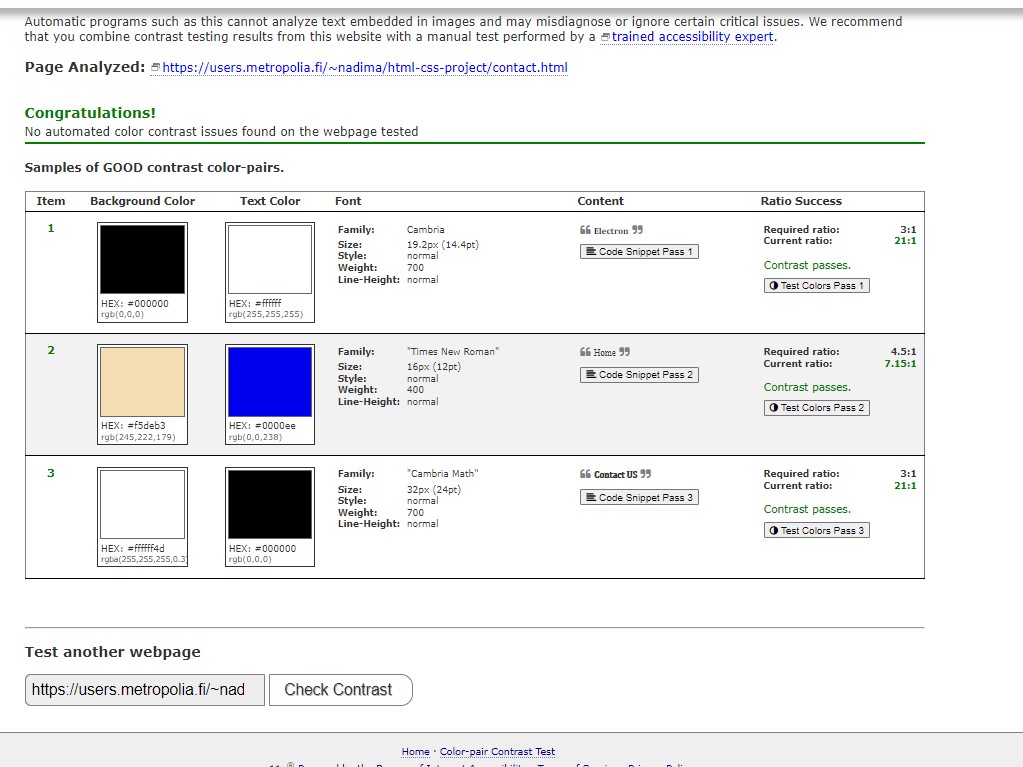 Automatic programs such as this cannot analyze text embedded in images and may misdiagnose or ignore certain critical issues. We recommend
that you combine contrast testing results from this website with a manual test performed by a trained accessibility expert.
Page Analyzed: https://users.metropolia.fi/~nadima/html-css-project/contact.html
Congratulations!
No automated color contrast issues found on the webpage tested
Samples of GOOD contrast color-pairs.
Item Background Color Text Color Font Content Ratio Success
1
HEX: #000000
rgb(0,0,0)
HEX: #ffffff
rgb(255,255,255)
Family: Cambria
Size: 19.2px (14.4pt)
Style: normal
Weight: 700
Line-Height: normal
❝ Electron ❞
Code Snippet Pass 1
Required ratio: 3:1
Current ratio: 21:1
Contrast passes.
Test Colors Pass 1
2
HEX: #f5deb3
rgb(245,222,179)
HEX: #0000ee
rgb(0,0,238)
Family: "Times New Roman"
Size: 16px (12pt)
Style: normal
Weight: 400
Line-Height: normal
❝ Home ❞
Code Snippet Pass 2
Required ratio: 4.5:1
Current ratio: 7.15:1
Contrast passes.
Test Colors Pass 2
3
HEX: #ffffff4d
rgba(255,255,255,0.3
HEX: #000000
rgb(0,0,0)
Family: "Cambria Math"
Size: 32px (24pt)
Style: normal
Weight: 700
Line-Height: normal
❝ Contact US ❞
Code Snippet Pass 3
Required ratio: 3:1
Current ratio: 21:1
Contrast passes.
Test Colors Pass 3
Test another webpage
https://users.metropolia.fi/~nad
Check Contrast
Home · Color-pair Contrast Test